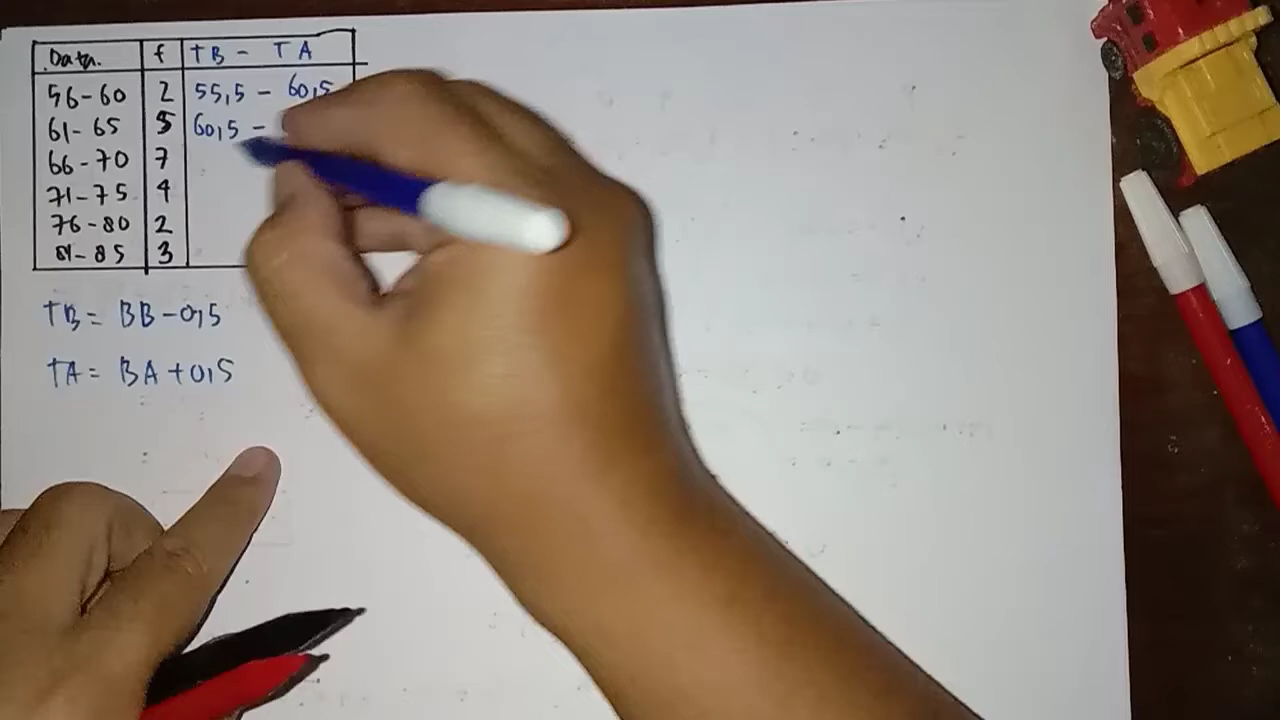 Data. f TB - TA
56-60 2 55,5 - 60,5
61-65 5 60,5 -
66-70 7
71-75 4
76-80 2
81-85 3
TB = BB-0,5
TA = BA+0,5